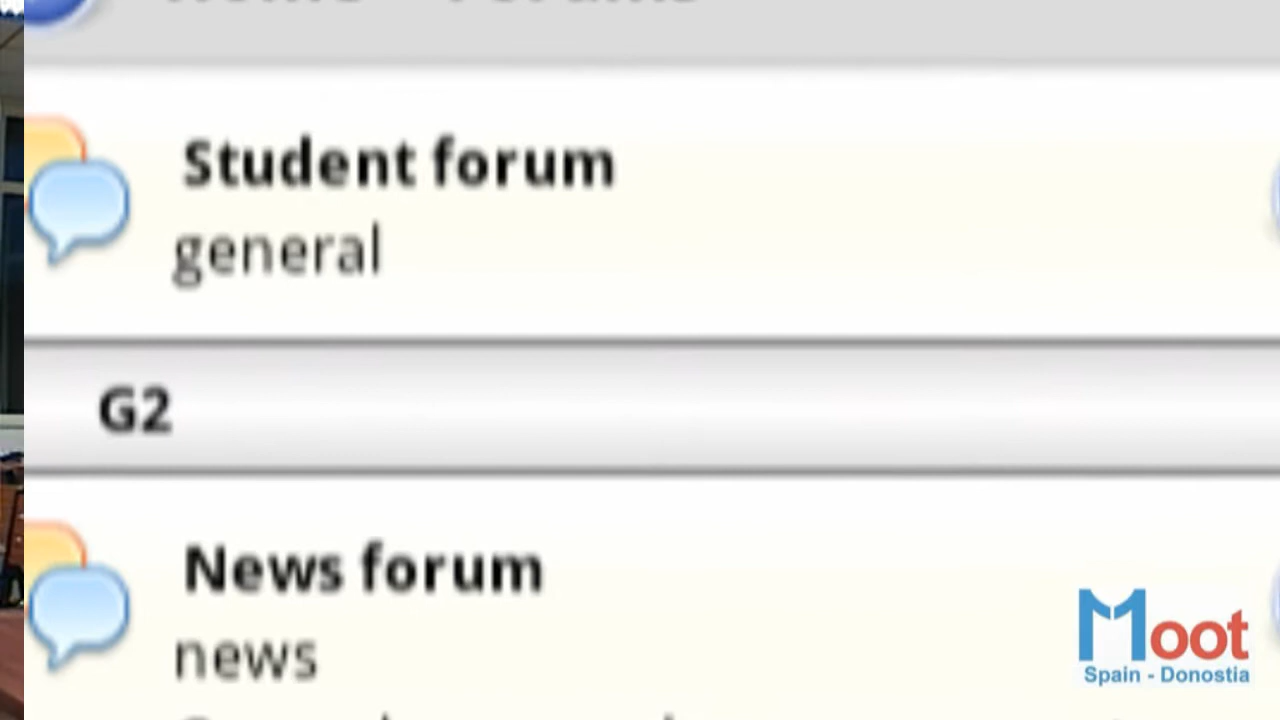 Student forum
general
G2
News forum
news
Moot
Spain - Donostia